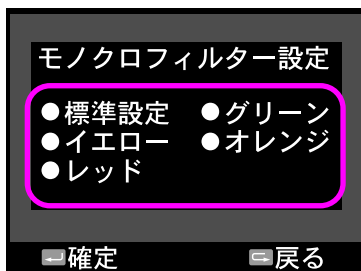 モノクロフィルター設定
●標準設定 ●グリーン
●イエロー ●オレンジ
●レッド
確定 戻る